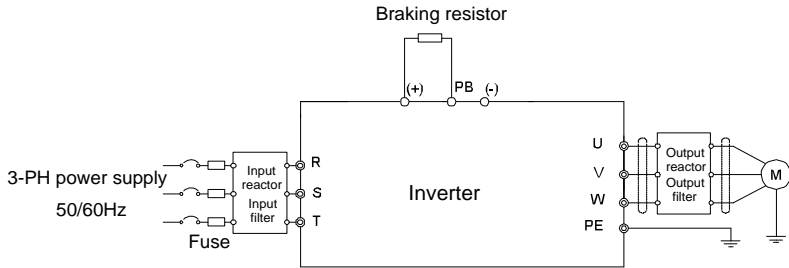 Braking resistor
(+) PB (-)
R
S
T
3-PH power supply
50/60Hz
Fuse
Input
reactor
Input
filter
Inverter
U
V
W
PE
Output
reactor
Output
filter
M